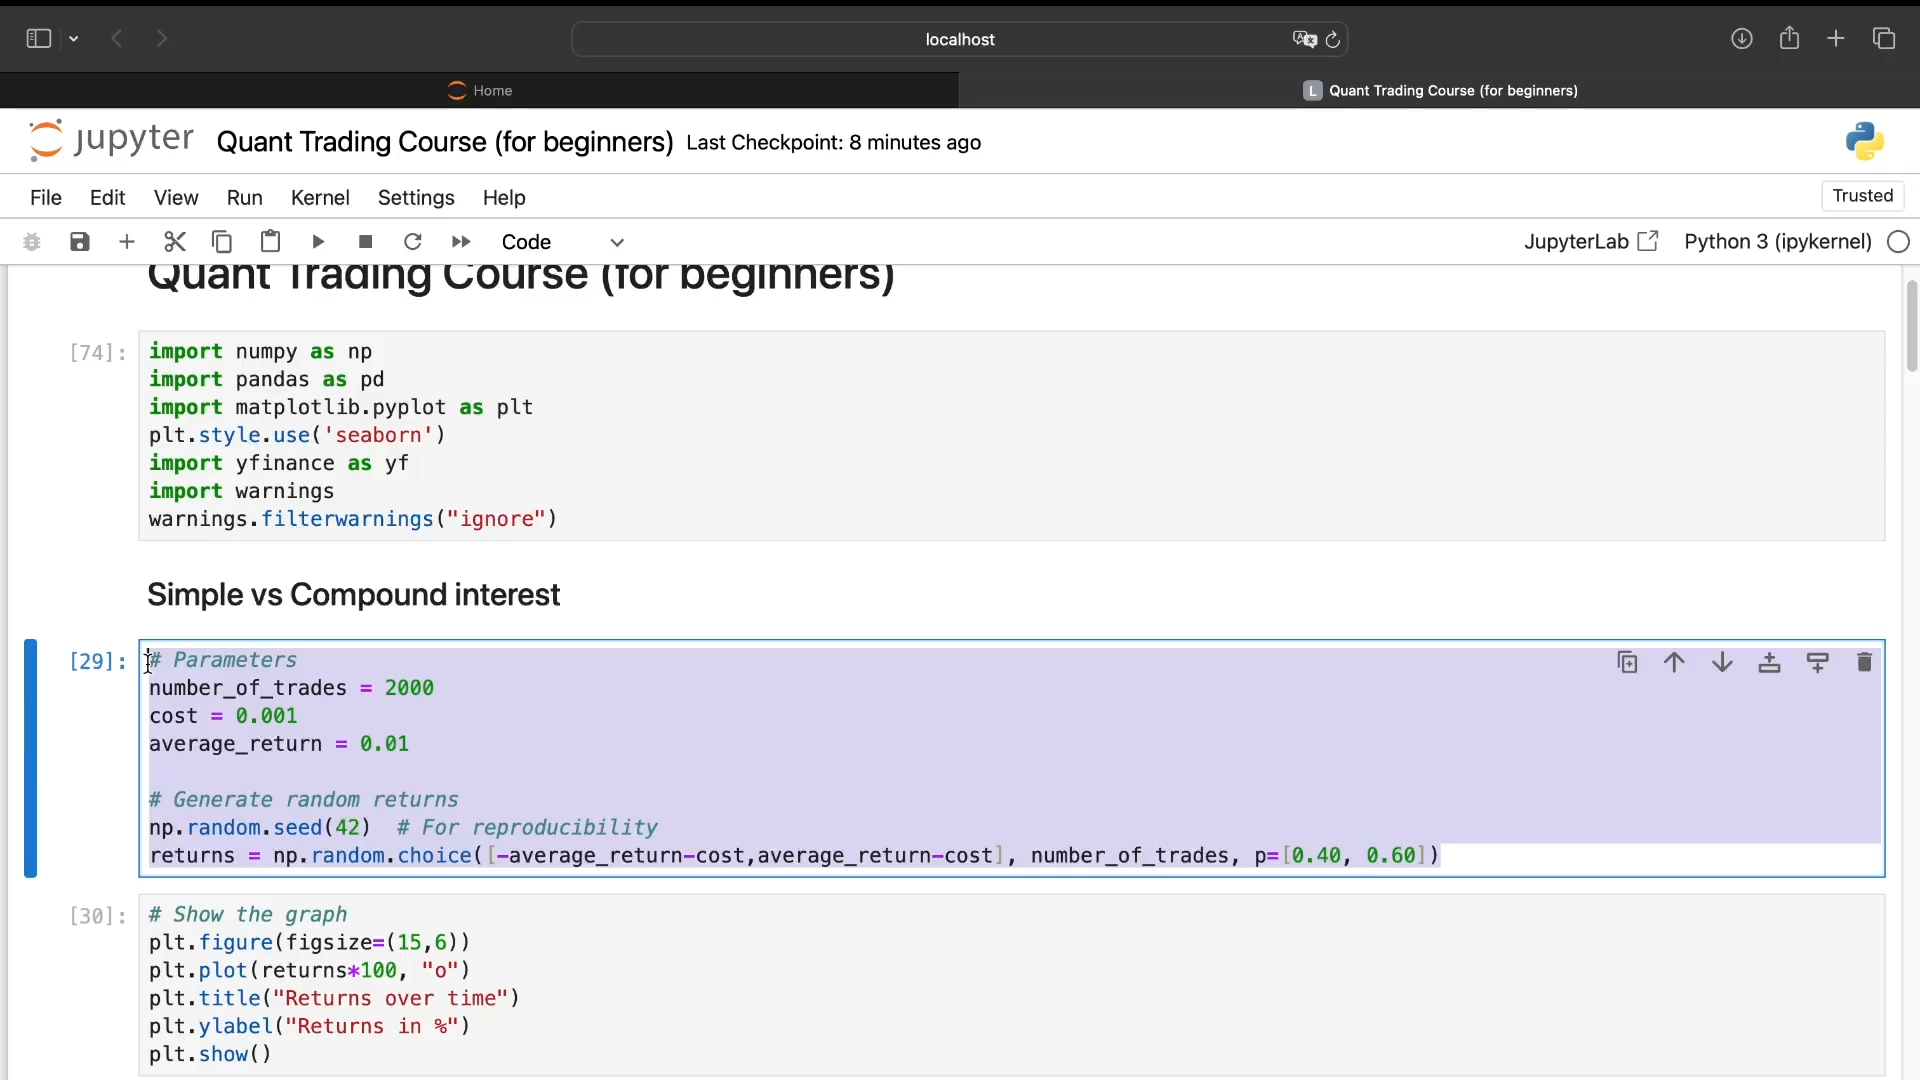 localhost
Home
L Quant Trading Course (for beginners)
jupyter Quant Trading Course (for beginners) Last Checkpoint: 8 minutes ago
File Edit View Run Kernel Settings Help
Trusted
Code
JupyterLab Python 3 (ipykernel)
Quant Trading Course (for beginners)
[74]:
import numpy as np
import pandas as pd
import matplotlib.pyplot as plt
plt.style.use('seaborn')
import yfinance as yf
import warnings
warnings.filterwarnings("ignore")
Simple vs Compound interest
[29]:
# Parameters
number_of_trades = 2000
cost = 0.001
average_return = 0.01
# Generate random returns
np.random.seed(42)  # For reproducibility
returns = np.random.choice([-average_return-cost,average_return-cost], number_of_trades, p=[0.40, 0.60])
[30]:
# Show the graph
plt.figure(figsize=(15,6))
plt.plot(returns*100, "o")
plt.title("Returns over time")
plt.ylabel("Returns in %")
plt.show()